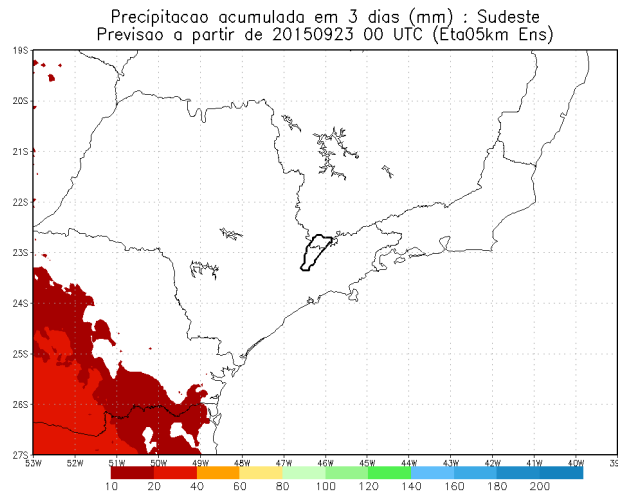 Precipitacao acumulada em 3 dias (mm) : Sudeste
Previsao a partir de 20150923 00 UTC (Eta05km Ens)
19S
20S
21S
22S
23S
24S
25S
26S
27S
53W 52W 51W 50W 49W 48W 47W 46W 45W 44W 43W 42W 41W 40W 39
10 20 40 60 80 100 120 140 160 180 200